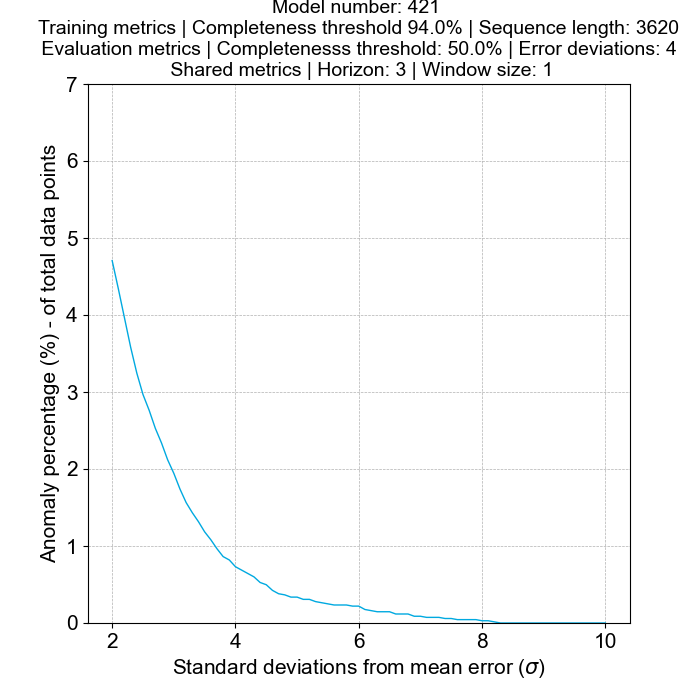 Model number: 421
Training metrics | Completeness threshold 94.0% | Sequence length: 3620
Evaluation metrics | Completenesss threshold: 50.0% | Error deviations: 4
Shared metrics | Horizon: 3 | Window size: 1
Anomaly percentage (%) - of total data points
7
6
5
4
3
2
1
0
2 4 6 8 10
Standard deviations from mean error (σ)